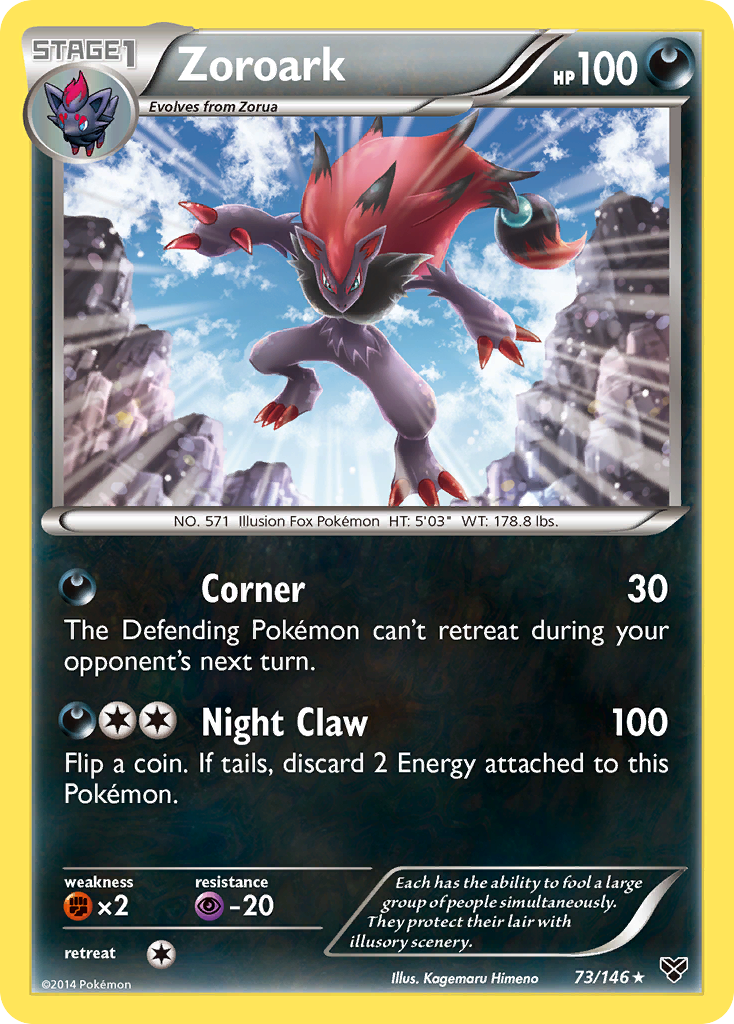 STAGE1
Zoroark
HP100
Evolves from Zorua
NO. 571 Illusion Fox Pokémon HT: 5'03" WT: 178.8 lbs.
Corner 30
The Defending Pokémon can't retreat during your
opponent's next turn.
Night Claw 100
Flip a coin. If tails, discard 2 Energy attached to this
Pokémon.
weakness
×2
resistance
-20
retreat
Each has the ability to fool a large
group of people simultaneously.
They protect their lair with
illusory scenery.
©2014 Pokémon
Illus. Kagemaru Himeno
73/146★